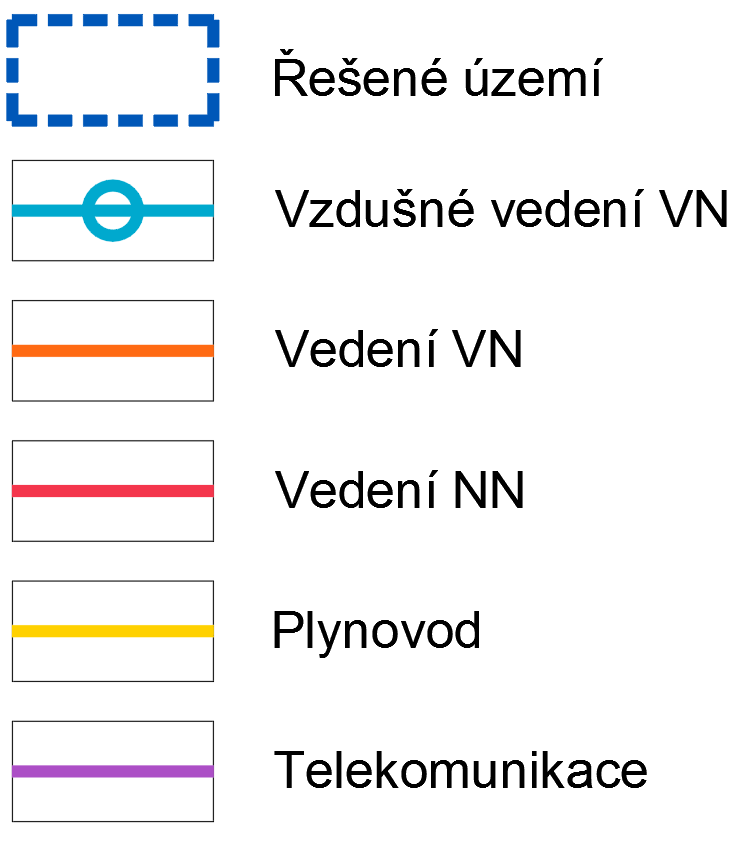 Řešené území
Vzdušné vedení VN
Vedení VN
Vedení NN
Plynovod
Telekomunikace